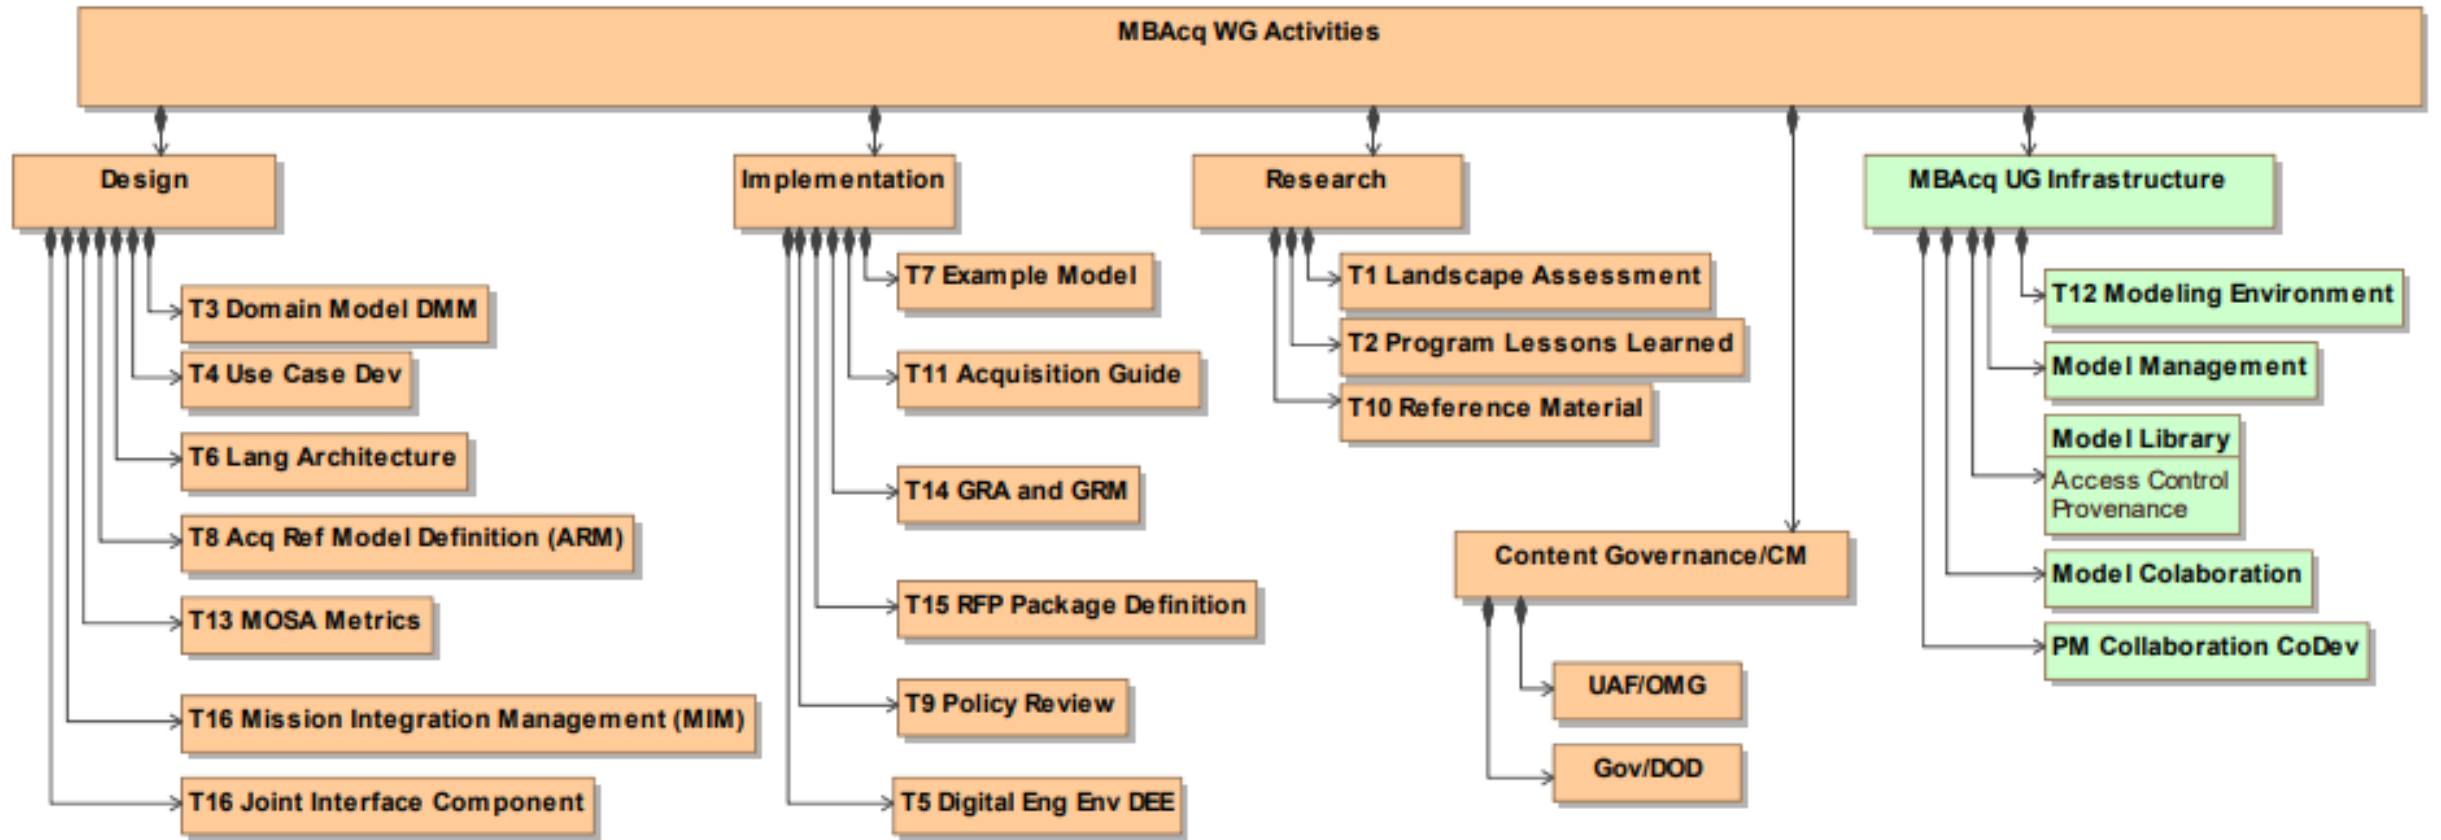 MBAcq WG Activities
Design
Implementation
Research
MBAcq UG Infrastructure
T3 Domain Model DMM
T4 Use Case Dev
T6 Lang Architecture
T8 Acq Ref Model Definition (ARM)
T13 MOSA Metrics
T16 Mission Integration Management (MIM)
T16 Joint Interface Component
T7 Example Model
T11 Acquisition Guide
T14 GRA and GRM
T15 RFP Package Definition
T9 Policy Review
T5 Digital Eng Env DEE
T1 Landscape Assessment
T2 Program Lessons Learned
T10 Reference Material
Content Governance/CM
UAF/OMG
Gov/DOD
T12 Modeling Environment
Model Management
Model Library
Access Control
Provenance
Model Colaboration
PM Collaboration CoDev